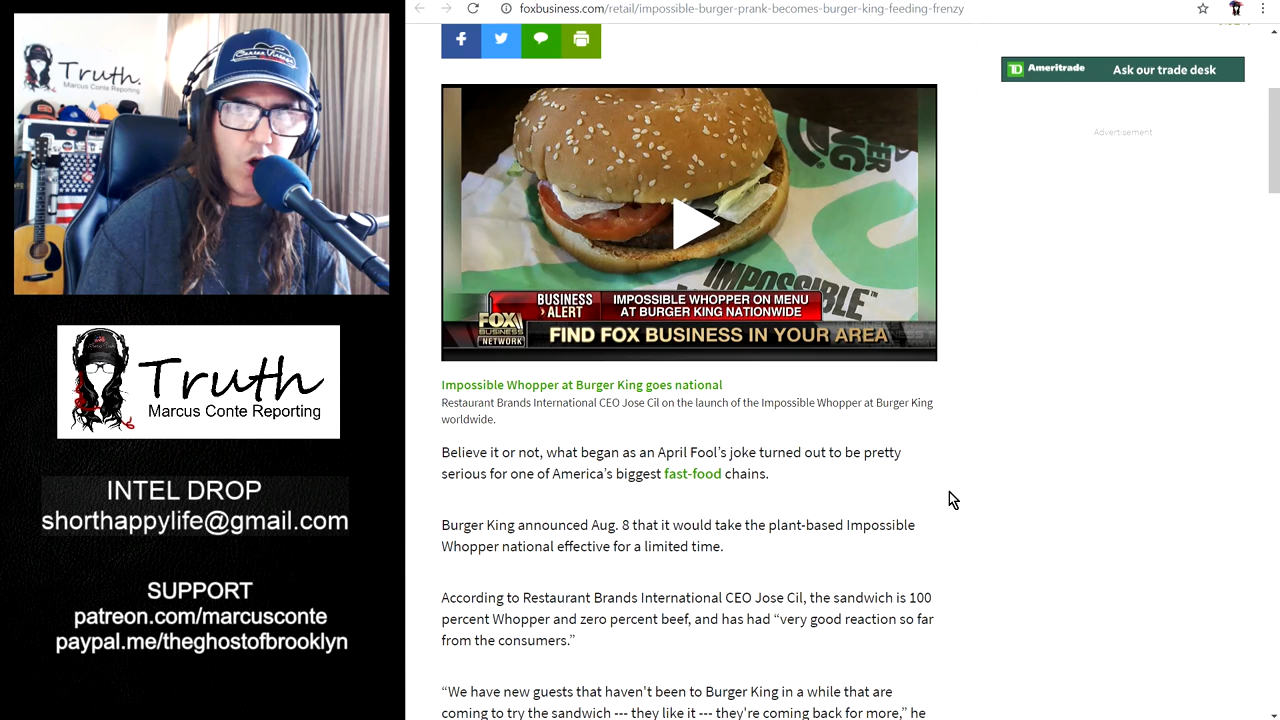 Truth.
Marcus Conte Reporting
Truth
Marcus Conte Reporting
INTEL DROP
shorthappylife@gmail.com
SUPPORT
patreon.com/marcusconte
paypal.me/theghostofbrooklyn
foxbusiness.com/retail/impossible-burger-prank-becomes-burger-king-feeding-frenzy
TD Ameritrade
Ask our trade desk
Advertisement
IMPOSSIBLE™
BUSINESS
ALERT
IMPOSSIBLE WHOPPER ON MENU
AT BURGER KING NATIONWIDE
FOX
BUSINESS
NETWORK
FIND FOX BUSINESS IN YOUR AREA
Impossible Whopper at Burger King goes national
Restaurant Brands International CEO Jose Cil on the launch of the Impossible Whopper at Burger King
worldwide.
Believe it or not, what began as an April Fool’s joke turned out to be pretty
serious for one of America’s biggest fast-food chains.
Burger King announced Aug. 8 that it would take the plant-based Impossible
Whopper national effective for a limited time.
According to Restaurant Brands International CEO Jose Cil, the sandwich is 100
percent Whopper and zero percent beef, and has had “very good reaction so far
from the consumers.”
“We have new guests that haven't been to Burger King in a while that are
coming to try the sandwich --- they like it --- they're coming back for more,” he